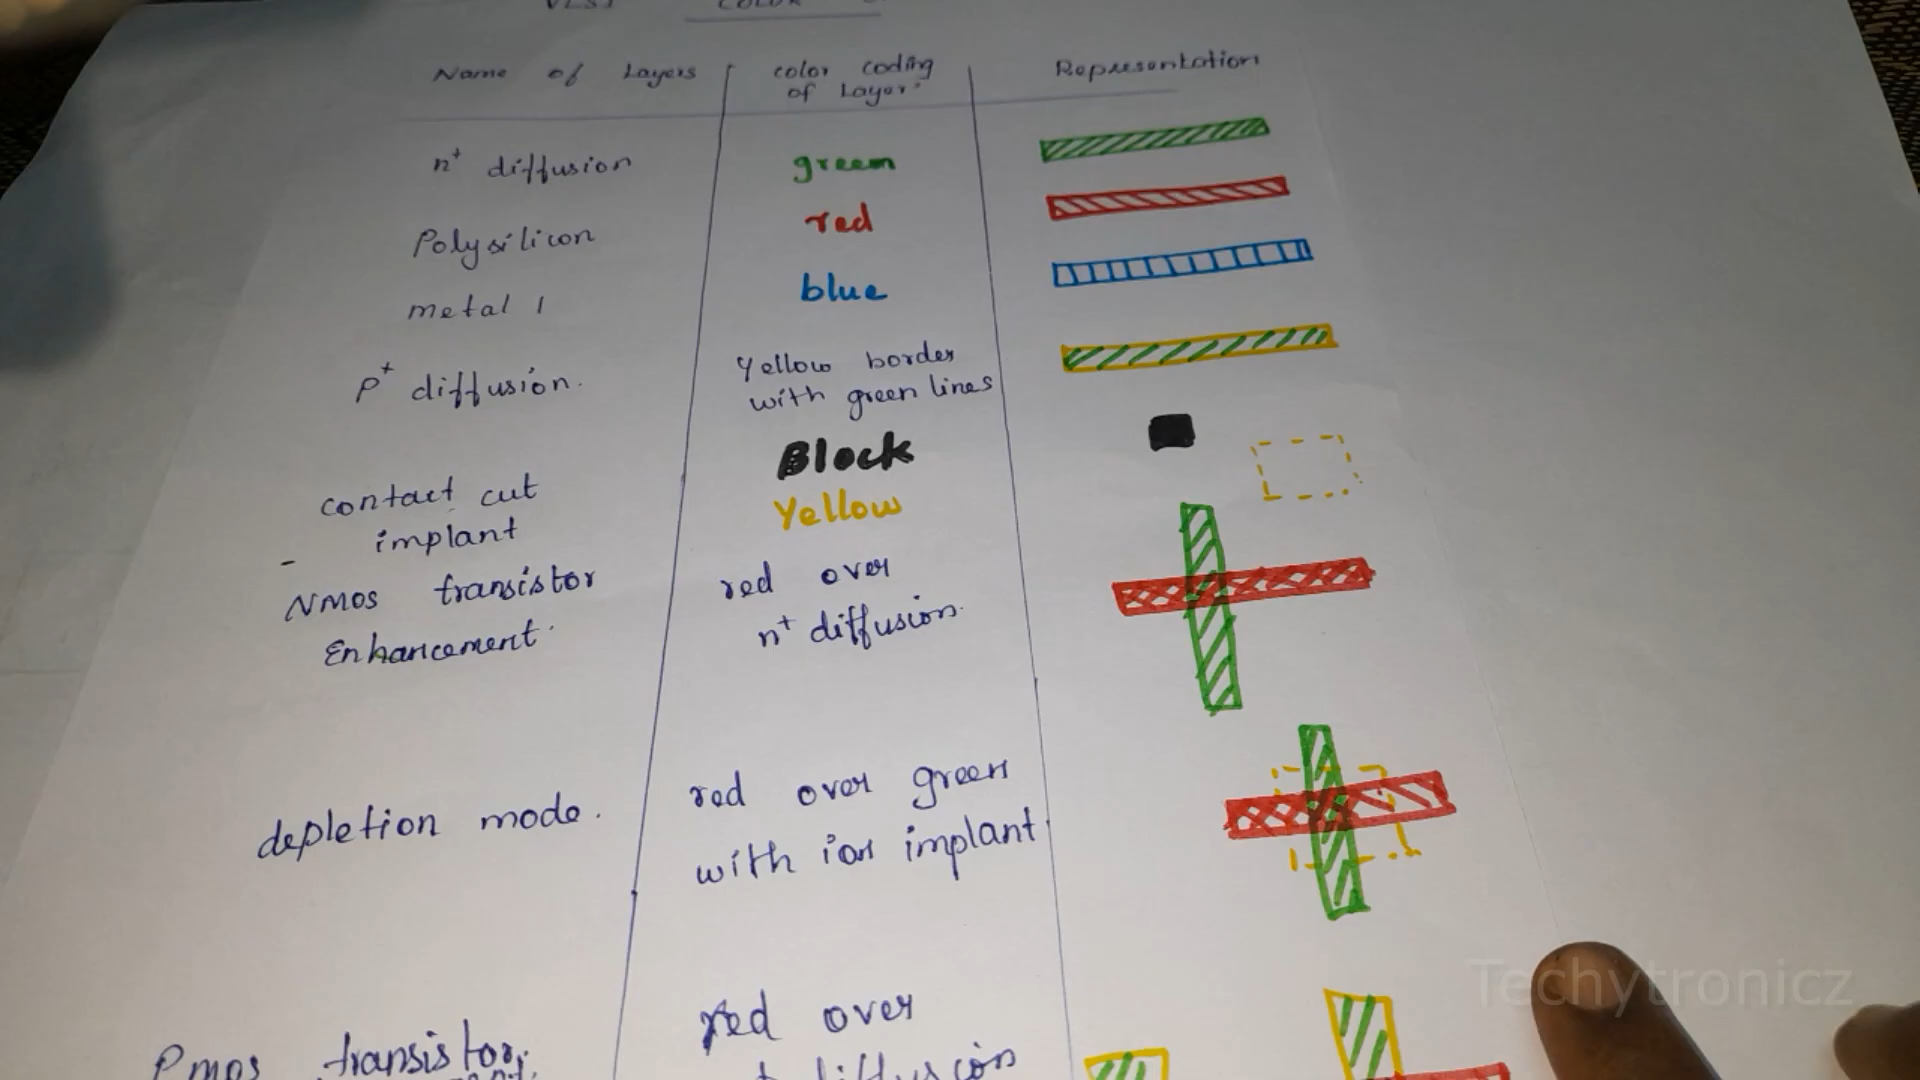 Name of Layers
color coding
of Layer
Representation
n+ diffusion
green
Polysilicon
red
metal 1
blue
P+ diffusion.
Yellow border
with green lines
contact cut
Block
implant
Yellow
NMOS transistor
Enhancement.
red over
n+ diffusion.
depletion mode.
red over green
with ion implant
Pmos transistor
red over
diffusion
Techytronicz